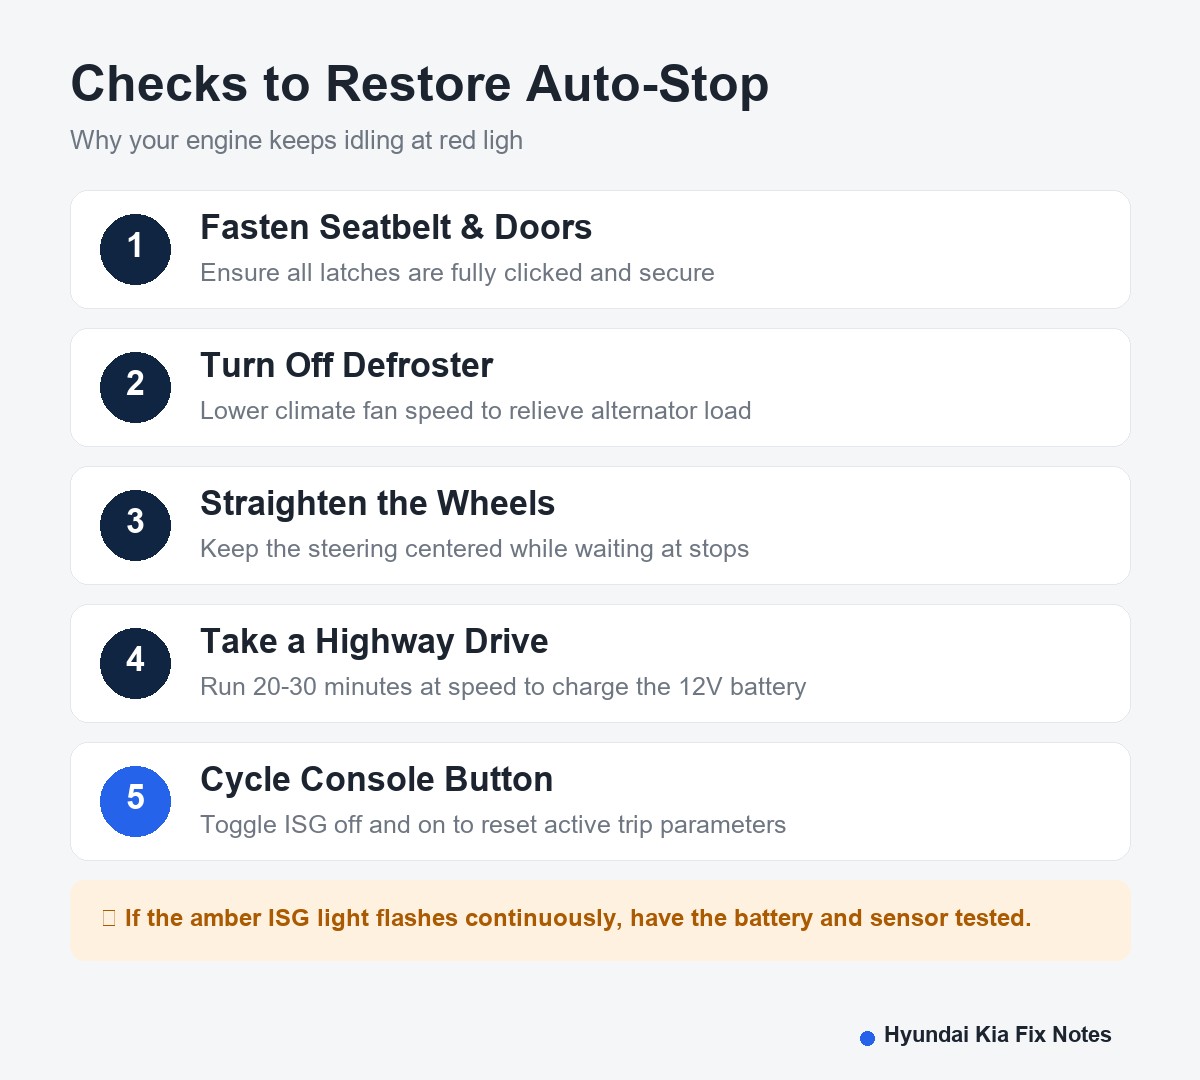 Checks to Restore Auto-Stop
Why your engine keeps idling at red ligh
1
Fasten Seatbelt & Doors
Ensure all latches are fully clicked and secure
2
Turn Off Defroster
Lower climate fan speed to relieve alternator load
3
Straighten the Wheels
Keep the steering centered while waiting at stops
4
Take a Highway Drive
Run 20-30 minutes at speed to charge the 12V battery
5
Cycle Console Button
Toggle ISG off and on to reset active trip parameters
If the amber ISG light flashes continuously, have the battery and sensor tested.
Hyundai Kia Fix Notes